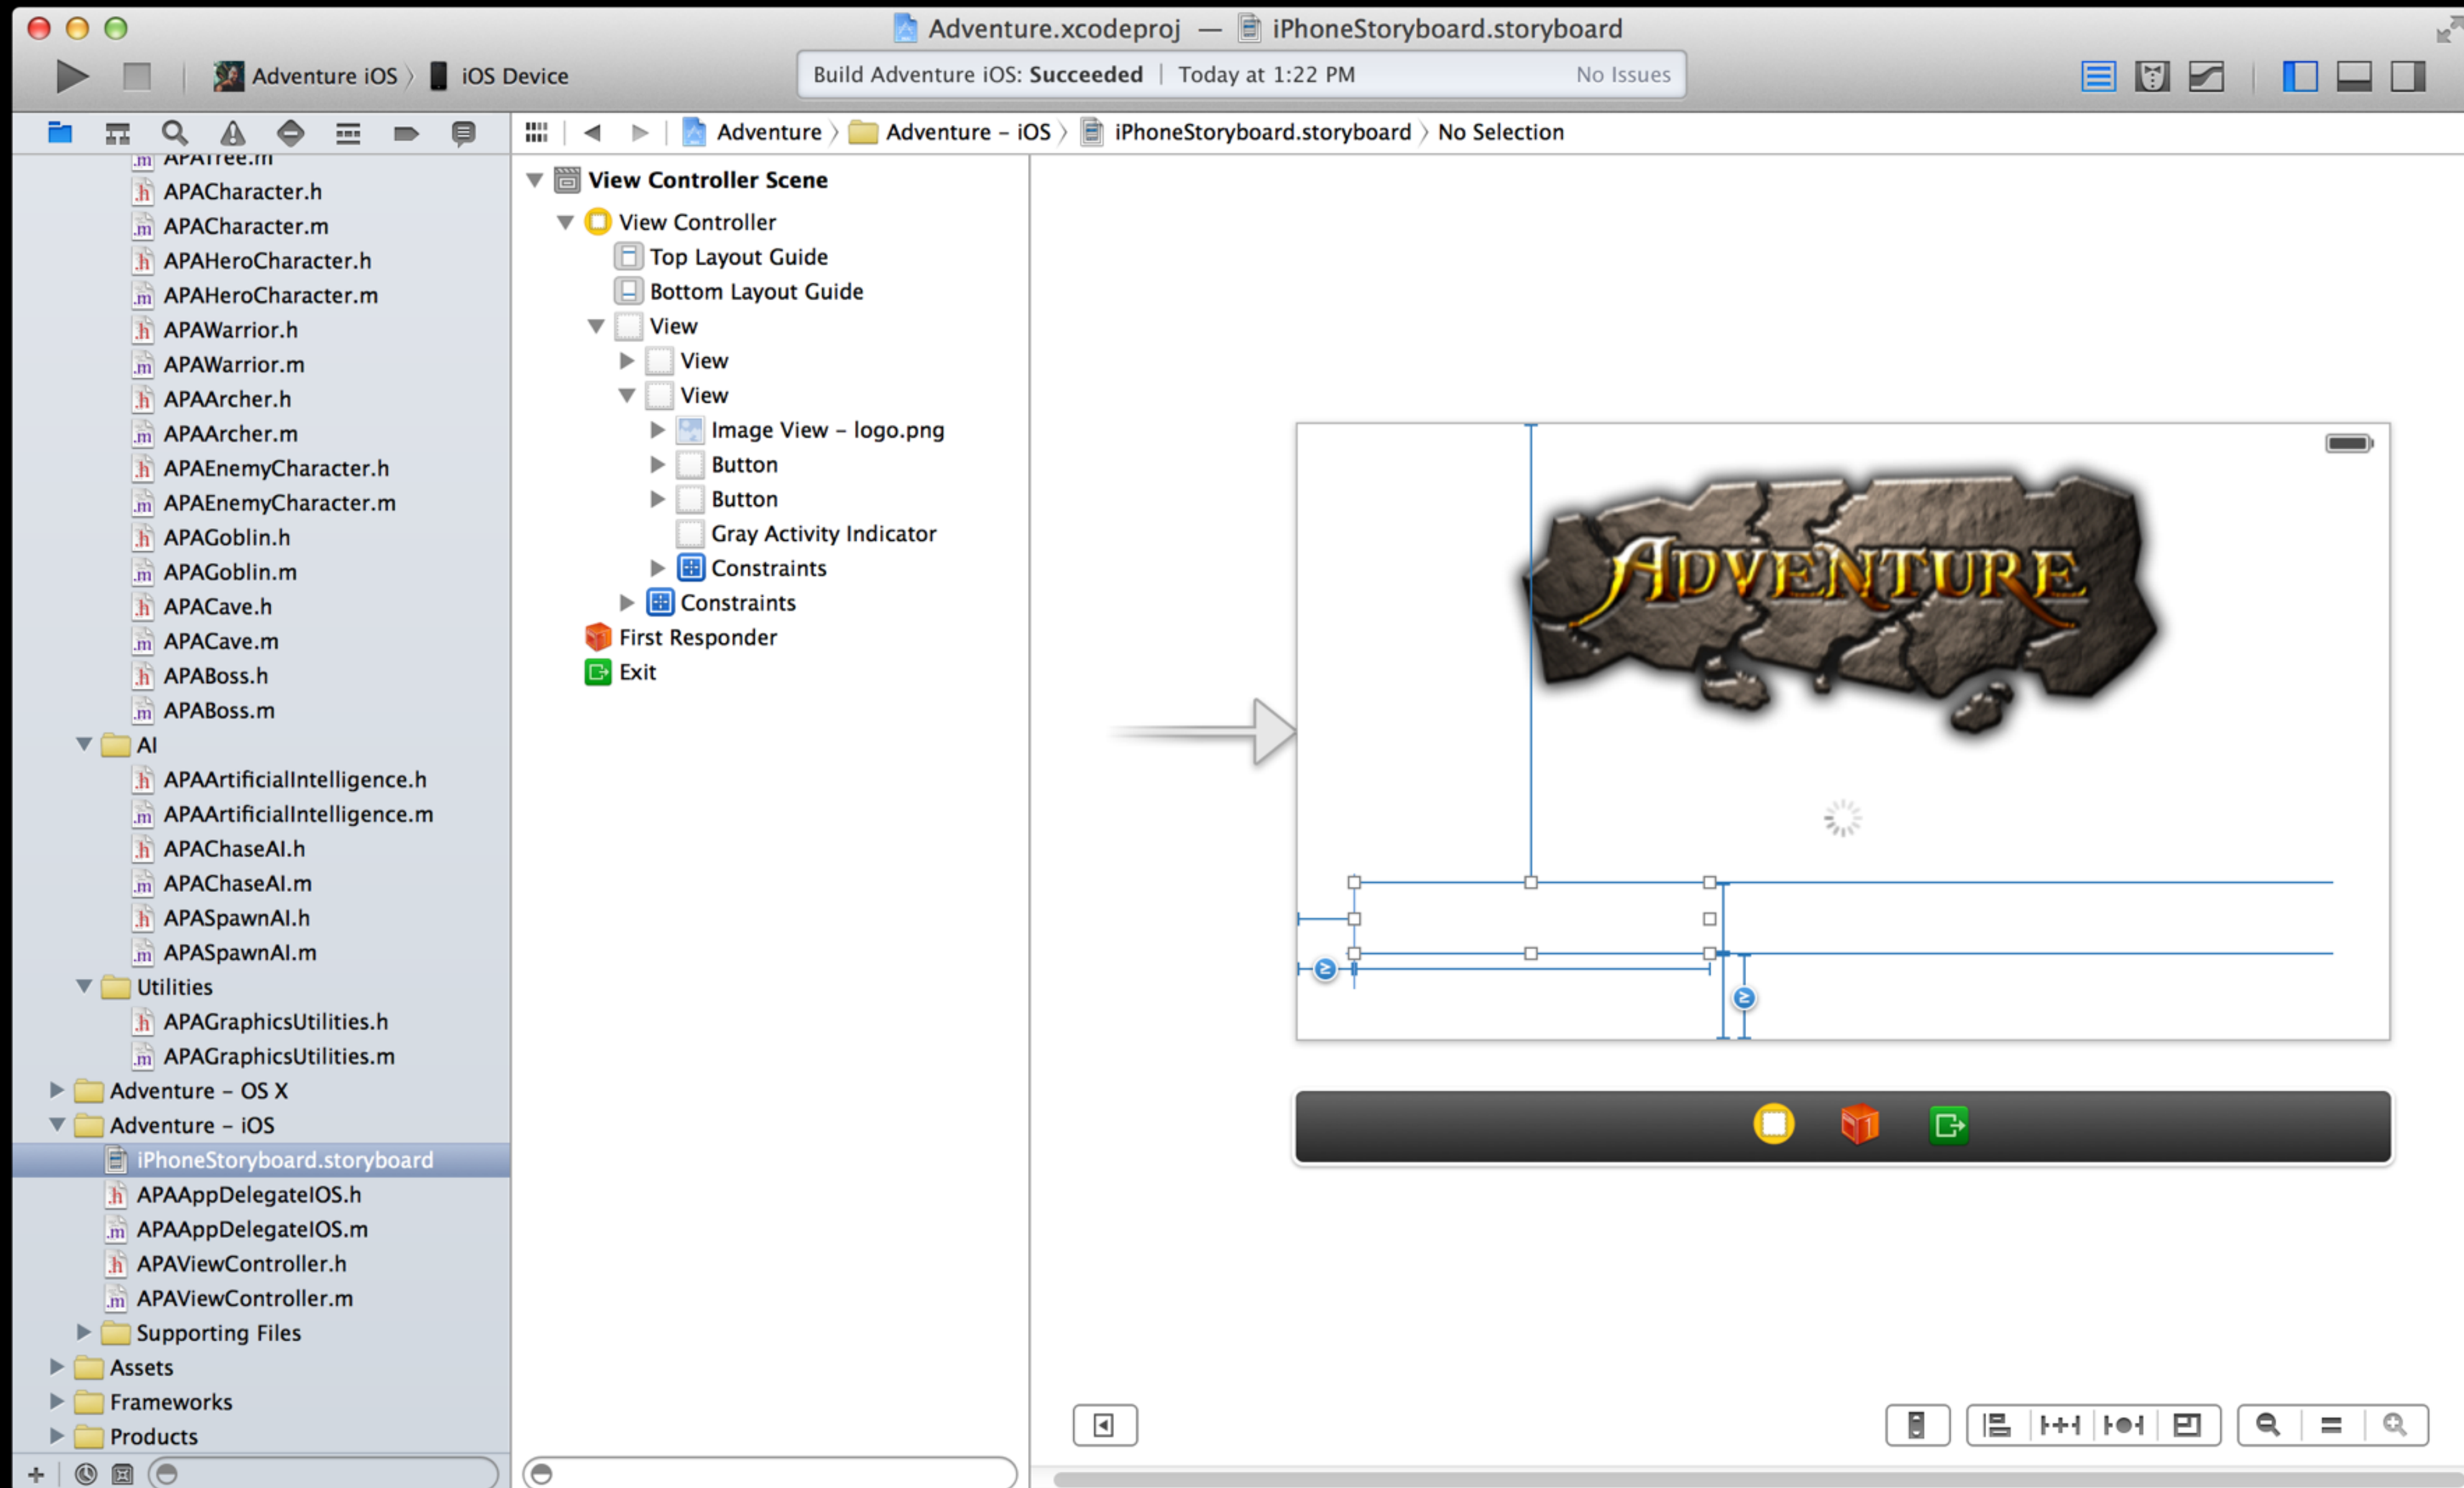 Adventure.xcodeproj — iPhoneStoryboard.storyboard
Adventure iOS iOS Device
Build Adventure iOS: Succeeded | Today at 1:22 PM No Issues
Adventure Adventure – iOS iPhoneStoryboard.storyboard No Selection
APATree.m
APACharacter.h
APACharacter.m
APAHeroCharacter.h
APAHeroCharacter.m
APAWarrior.h
APAWarrior.m
APAArcher.h
APAArcher.m
APAEnemyCharacter.h
APAEnemyCharacter.m
APAGoblin.h
APAGoblin.m
APACave.h
APACave.m
APABoss.h
APABoss.m
AI
APAArtificialIntelligence.h
APAArtificialIntelligence.m
APAChaseAI.h
APAChaseAI.m
APASpawnAI.h
APASpawnAI.m
Utilities
APAGraphicsUtilities.h
APAGraphicsUtilities.m
Adventure – OS X
Adventure – iOS
iPhoneStoryboard.storyboard
APAAppDelegateIOS.h
APAAppDelegateIOS.m
APAViewController.h
APAViewController.m
Supporting Files
Assets
Frameworks
Products
View Controller Scene
View Controller
Top Layout Guide
Bottom Layout Guide
View
View
View
Image View – logo.png
Button
Button
Gray Activity Indicator
Constraints
Constraints
First Responder
Exit
ADVENTURE